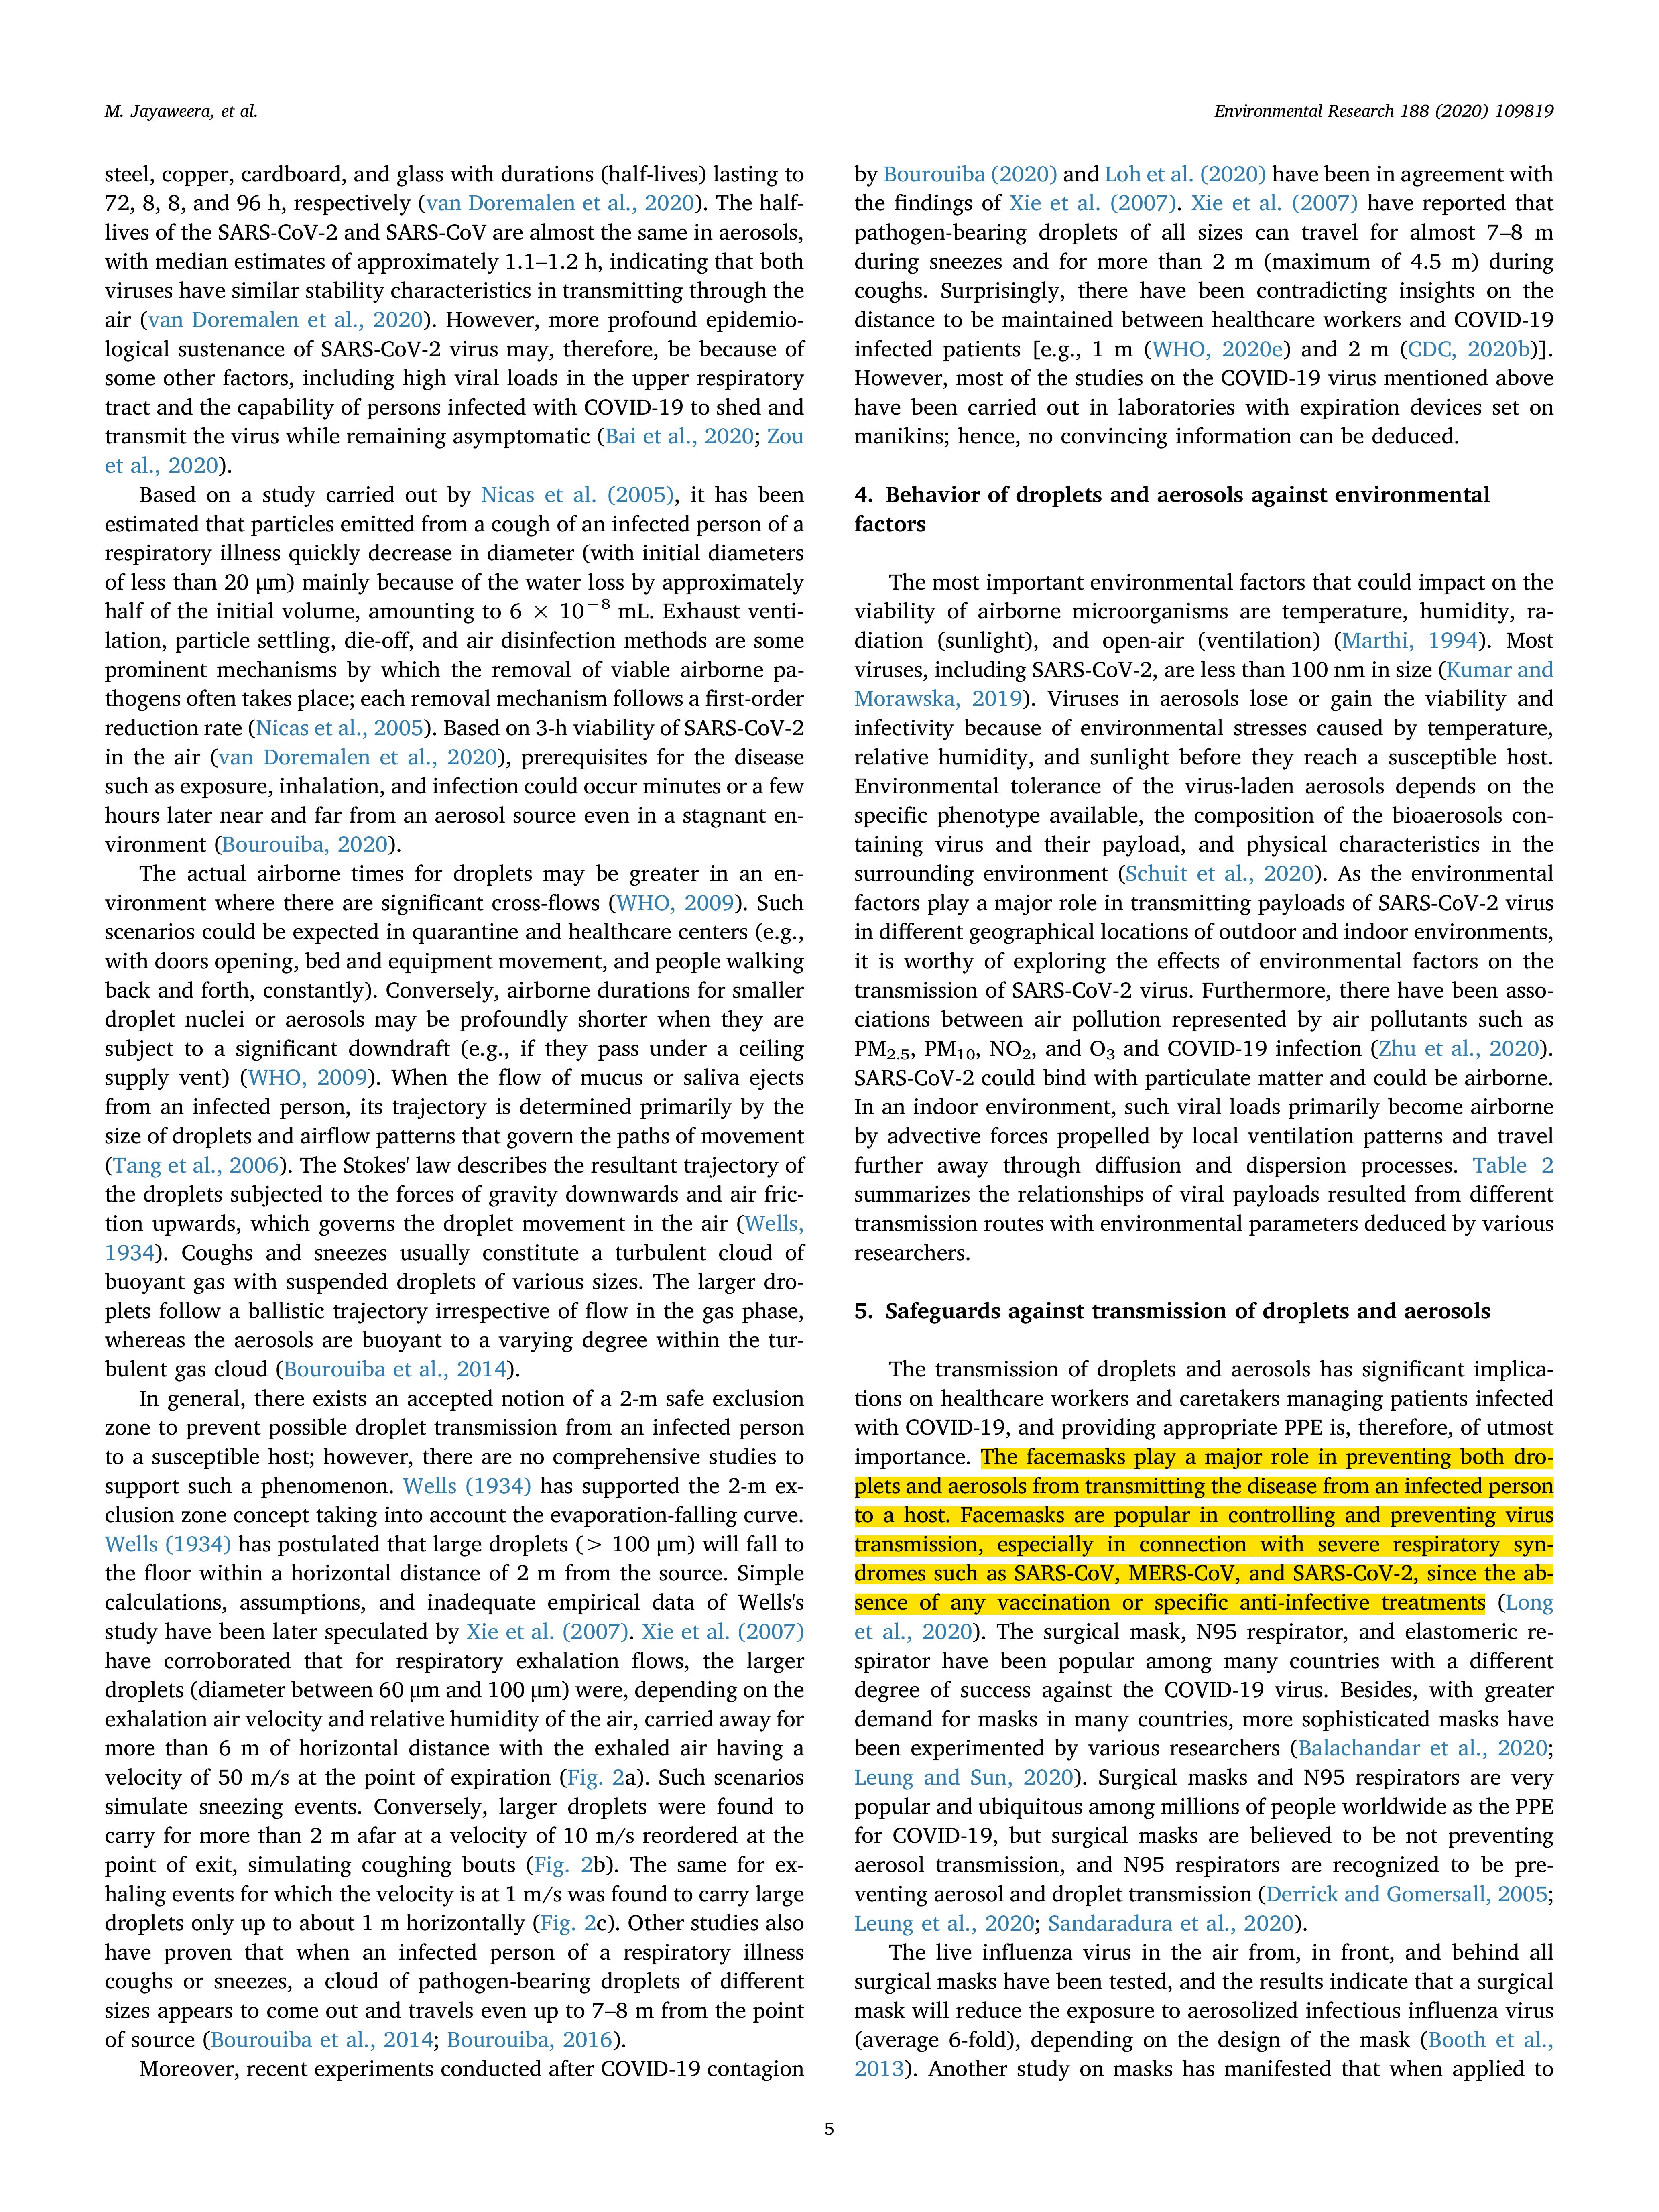 M. Jayaweera, et al.
Environmental Research 188 (2020) 109819
steel, copper, cardboard, and glass with durations (half-lives) lasting to
72, 8, 8, and 96 h, respectively (van Doremalen et al., 2020). The half-
lives of the SARS-CoV-2 and SARS-CoV are almost the same in aerosols,
with median estimates of approximately 1.1–1.2 h, indicating that both
viruses have similar stability characteristics in transmitting through the
air (van Doremalen et al., 2020). However, more profound epidemio-
logical sustenance of SARS-CoV-2 virus may, therefore, be because of
some other factors, including high viral loads in the upper respiratory
tract and the capability of persons infected with COVID-19 to shed and
transmit the virus while remaining asymptomatic (Bai et al., 2020; Zou
et al., 2020).
Based on a study carried out by Nicas et al. (2005), it has been
estimated that particles emitted from a cough of an infected person of a
respiratory illness quickly decrease in diameter (with initial diameters
of less than 20 μm) mainly because of the water loss by approximately
half of the initial volume, amounting to 6 × 10⁻⁸ mL. Exhaust venti-
lation, particle settling, die-off, and air disinfection methods are some
prominent mechanisms by which the removal of viable airborne pa-
thogens often takes place; each removal mechanism follows a first-order
reduction rate (Nicas et al., 2005). Based on 3-h viability of SARS-CoV-2
in the air (van Doremalen et al., 2020), prerequisites for the disease
such as exposure, inhalation, and infection could occur minutes or a few
hours later near and far from an aerosol source even in a stagnant en-
vironment (Bourouiba, 2020).
The actual airborne times for droplets may be greater in an en-
vironment where there are significant cross-flows (WHO, 2009). Such
scenarios could be expected in quarantine and healthcare centers (e.g.,
with doors opening, bed and equipment movement, and people walking
back and forth, constantly). Conversely, airborne durations for smaller
droplet nuclei or aerosols may be profoundly shorter when they are
subject to a significant downdraft (e.g., if they pass under a ceiling
supply vent) (WHO, 2009). When the flow of mucus or saliva ejects
from an infected person, its trajectory is determined primarily by the
size of droplets and airflow patterns that govern the paths of movement
(Tang et al., 2006). The Stokes' law describes the resultant trajectory of
the droplets subjected to the forces of gravity downwards and air fric-
tion upwards, which governs the droplet movement in the air (Wells,
1934). Coughs and sneezes usually constitute a turbulent cloud of
buoyant gas with suspended droplets of various sizes. The larger dro-
plets follow a ballistic trajectory irrespective of flow in the gas phase,
whereas the aerosols are buoyant to a varying degree within the tur-
bulent gas cloud (Bourouiba et al., 2014).
In general, there exists an accepted notion of a 2-m safe exclusion
zone to prevent possible droplet transmission from an infected person
to a susceptible host; however, there are no comprehensive studies to
support such a phenomenon. Wells (1934) has supported the 2-m ex-
clusion zone concept taking into account the evaporation-falling curve.
Wells (1934) has postulated that large droplets (> 100 μm) will fall to
the floor within a horizontal distance of 2 m from the source. Simple
calculations, assumptions, and inadequate empirical data of Wells's
study have been later speculated by Xie et al. (2007). Xie et al. (2007)
have corroborated that for respiratory exhalation flows, the larger
droplets (diameter between 60 μm and 100 μm) were, depending on the
exhalation air velocity and relative humidity of the air, carried away for
more than 6 m of horizontal distance with the exhaled air having a
velocity of 50 m/s at the point of expiration (Fig. 2a). Such scenarios
simulate sneezing events. Conversely, larger droplets were found to
carry for more than 2 m afar at a velocity of 10 m/s reordered at the
point of exit, simulating coughing bouts (Fig. 2b). The same for ex-
haling events for which the velocity is at 1 m/s was found to carry large
droplets only up to about 1 m horizontally (Fig. 2c). Other studies also
have proven that when an infected person of a respiratory illness
coughs or sneezes, a cloud of pathogen-bearing droplets of different
sizes appears to come out and travels even up to 7–8 m from the point
of source (Bourouiba et al., 2014; Bourouiba, 2016).
Moreover, recent experiments conducted after COVID-19 contagion
by Bourouiba (2020) and Loh et al. (2020) have been in agreement with
the findings of Xie et al. (2007). Xie et al. (2007) have reported that
pathogen-bearing droplets of all sizes can travel for almost 7–8 m
during sneezes and for more than 2 m (maximum of 4.5 m) during
coughs. Surprisingly, there have been contradicting insights on the
distance to be maintained between healthcare workers and COVID-19
infected patients [e.g., 1 m (WHO, 2020e) and 2 m (CDC, 2020b)].
However, most of the studies on the COVID-19 virus mentioned above
have been carried out in laboratories with expiration devices set on
manikins; hence, no convincing information can be deduced.
4. Behavior of droplets and aerosols against environmental
factors
The most important environmental factors that could impact on the
viability of airborne microorganisms are temperature, humidity, ra-
diation (sunlight), and open-air (ventilation) (Marthi, 1994). Most
viruses, including SARS-CoV-2, are less than 100 nm in size (Kumar and
Morawska, 2019). Viruses in aerosols lose or gain the viability and
infectivity because of environmental stresses caused by temperature,
relative humidity, and sunlight before they reach a susceptible host.
Environmental tolerance of the virus-laden aerosols depends on the
specific phenotype available, the composition of the bioaerosols con-
taining virus and their payload, and physical characteristics in the
surrounding environment (Schuit et al., 2020). As the environmental
factors play a major role in transmitting payloads of SARS-CoV-2 virus
in different geographical locations of outdoor and indoor environments,
it is worthy of exploring the effects of environmental factors on the
transmission of SARS-CoV-2 virus. Furthermore, there have been asso-
ciations between air pollution represented by air pollutants such as
PM₂.₅, PM₁₀, NO₂, and O₃ and COVID-19 infection (Zhu et al., 2020).
SARS-CoV-2 could bind with particulate matter and could be airborne.
In an indoor environment, such viral loads primarily become airborne
by advective forces propelled by local ventilation patterns and travel
further away through diffusion and dispersion processes. Table 2
summarizes the relationships of viral payloads resulted from different
transmission routes with environmental parameters deduced by various
researchers.
5. Safeguards against transmission of droplets and aerosols
The transmission of droplets and aerosols has significant implica-
tions on healthcare workers and caretakers managing patients infected
with COVID-19, and providing appropriate PPE is, therefore, of utmost
importance. The facemasks play a major role in preventing both dro-
plets and aerosols from transmitting the disease from an infected person
to a host. Facemasks are popular in controlling and preventing virus
transmission, especially in connection with severe respiratory syn-
dromes such as SARS-CoV, MERS-CoV, and SARS-CoV-2, since the ab-
sence of any vaccination or specific anti-infective treatments (Long
et al., 2020). The surgical mask, N95 respirator, and elastomeric re-
spirator have been popular among many countries with a different
degree of success against the COVID-19 virus. Besides, with greater
demand for masks in many countries, more sophisticated masks have
been experimented by various researchers (Balachandar et al., 2020;
Leung and Sun, 2020). Surgical masks and N95 respirators are very
popular and ubiquitous among millions of people worldwide as the PPE
for COVID-19, but surgical masks are believed to be not preventing
aerosol transmission, and N95 respirators are recognized to be pre-
venting aerosol and droplet transmission (Derrick and Gomersall, 2005;
Leung et al., 2020; Sandaradura et al., 2020).
The live influenza virus in the air from, in front, and behind all
surgical masks have been tested, and the results indicate that a surgical
mask will reduce the exposure to aerosolized infectious influenza virus
(average 6-fold), depending on the design of the mask (Booth et al.,
2013). Another study on masks has manifested that when applied to
5